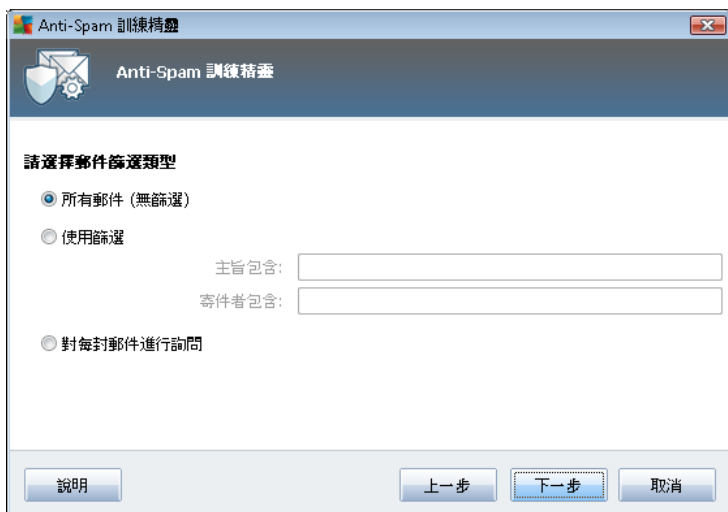 Anti-Spam 訓練精靈
Anti-Spam 訓練精靈
請選擇郵件篩選類型
所有郵件 (無篩選)
使用篩選
主旨包含:
寄件者包含:
對每封郵件進行詢問
說明
上一步
下一步
取消